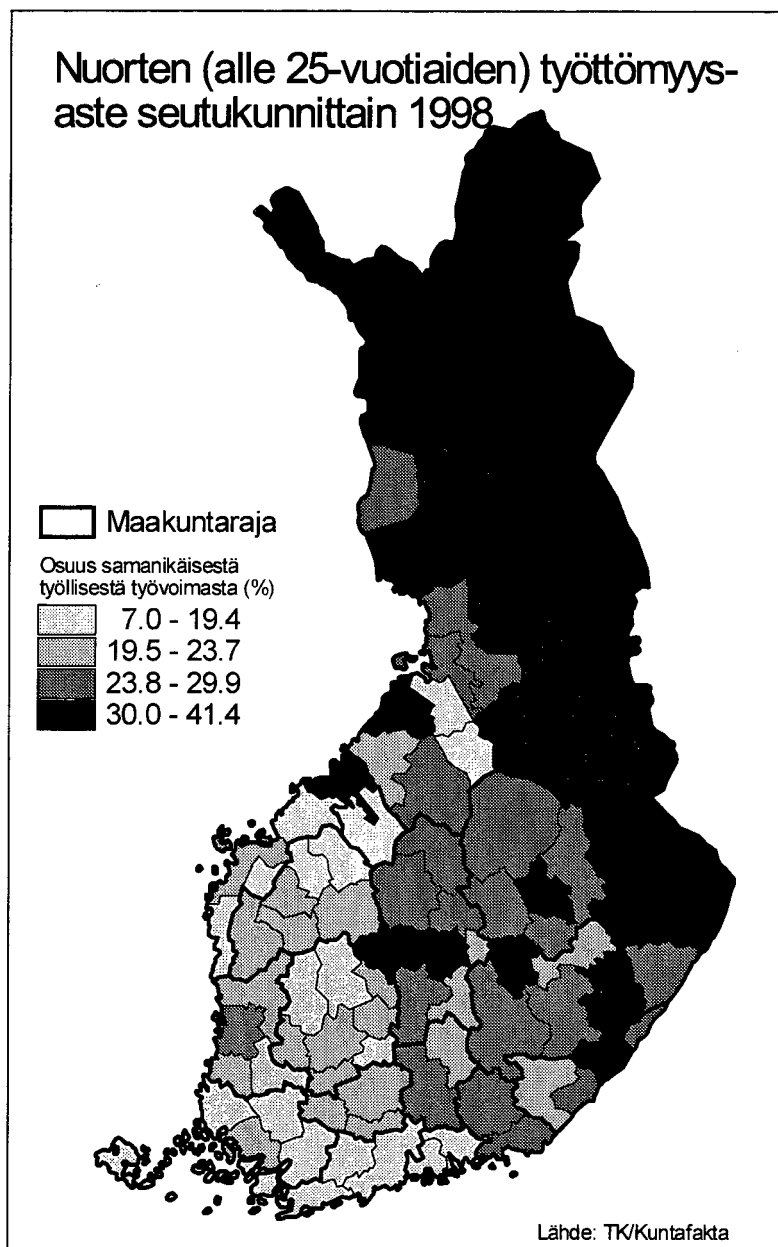 Nuorten (alle 25-vuotiaiden) työttömyys-
aste seutukunnittain 1998
Maakuntaraja
Osuus samanikäisestä
työllisestä työvoimasta (%)
7.0 - 19.4
19.5 - 23.7
23.8 - 29.9
30.0 - 41.4
Lähde: TK/Kuntafakta